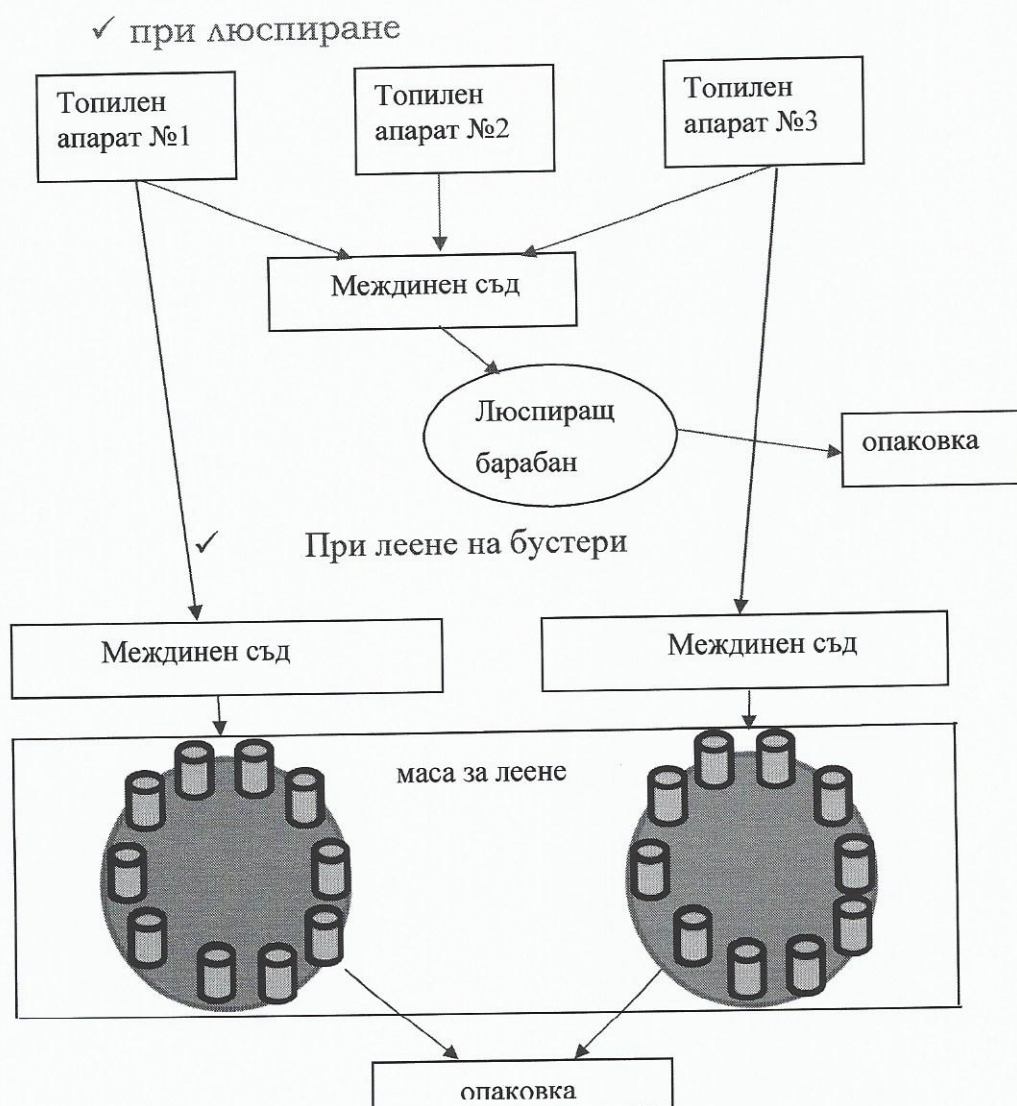 ✓ при люспиране
Топилен
апарат №1
Топилен
апарат №2
Топилен
апарат №3
Междинен съд
Люспиращ
барабан
опаковка
✓ При леене на бустери
Междинен съд
Междинен съд
маса за леене
опаковка